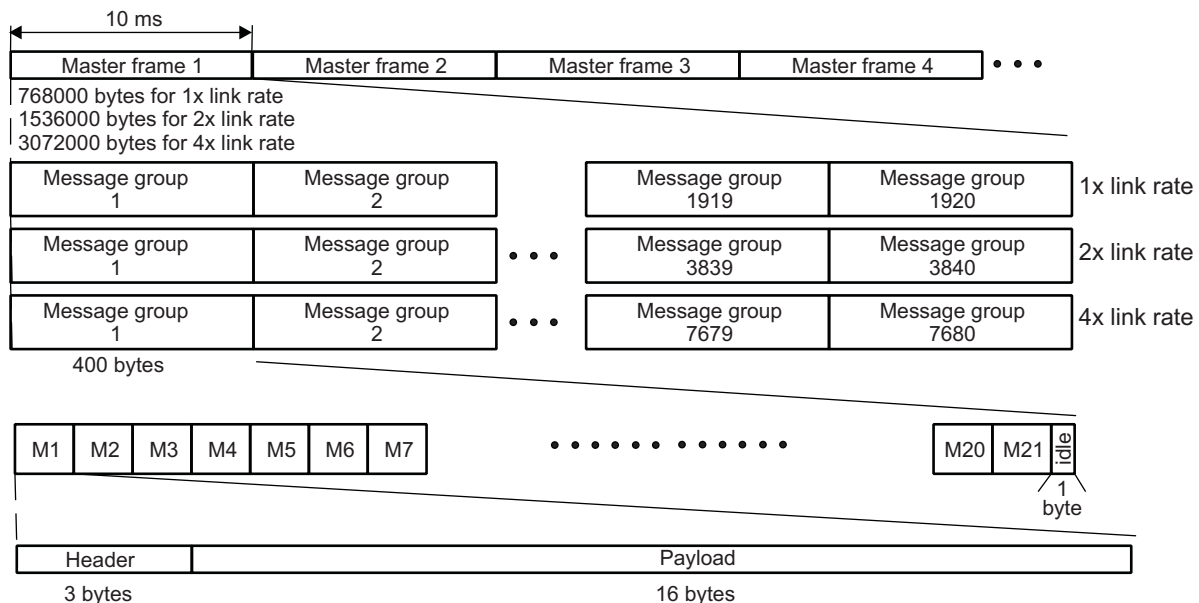 10 ms
Master frame 1 Master frame 2 Master frame 3 Master frame 4
768000 bytes for 1x link rate
1536000 bytes for 2x link rate
3072000 bytes for 4x link rate
Message group 1 Message group 2 Message group 1919 Message group 1920 1x link rate
Message group 1 Message group 2 Message group 3839 Message group 3840 2x link rate
Message group 1 Message group 2 Message group 7679 Message group 7680 4x link rate
400 bytes
M1 M2 M3 M4 M5 M6 M7 M20 M21 idle
1 byte
Header Payload
3 bytes 16 bytes